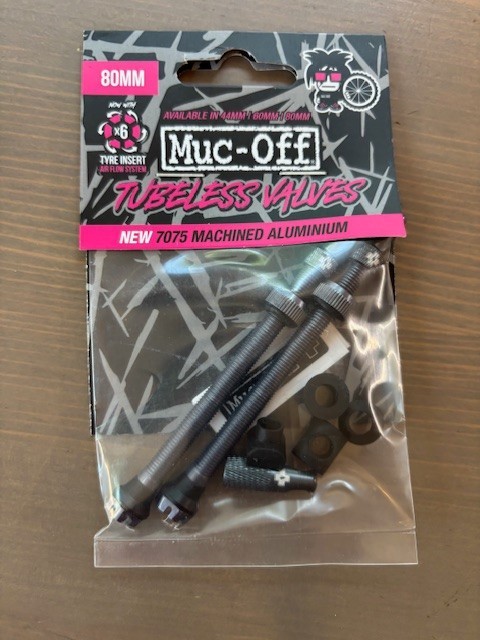 80MM
NOW WITH
x6
TYRE INSERT
AIR FLOW SYSTEM
AVAILABLE IN 44MM / 60MM / 80MM
Muc-Off
TUBELESS VALVES
NEW 7075 MACHINED ALUMINIUM